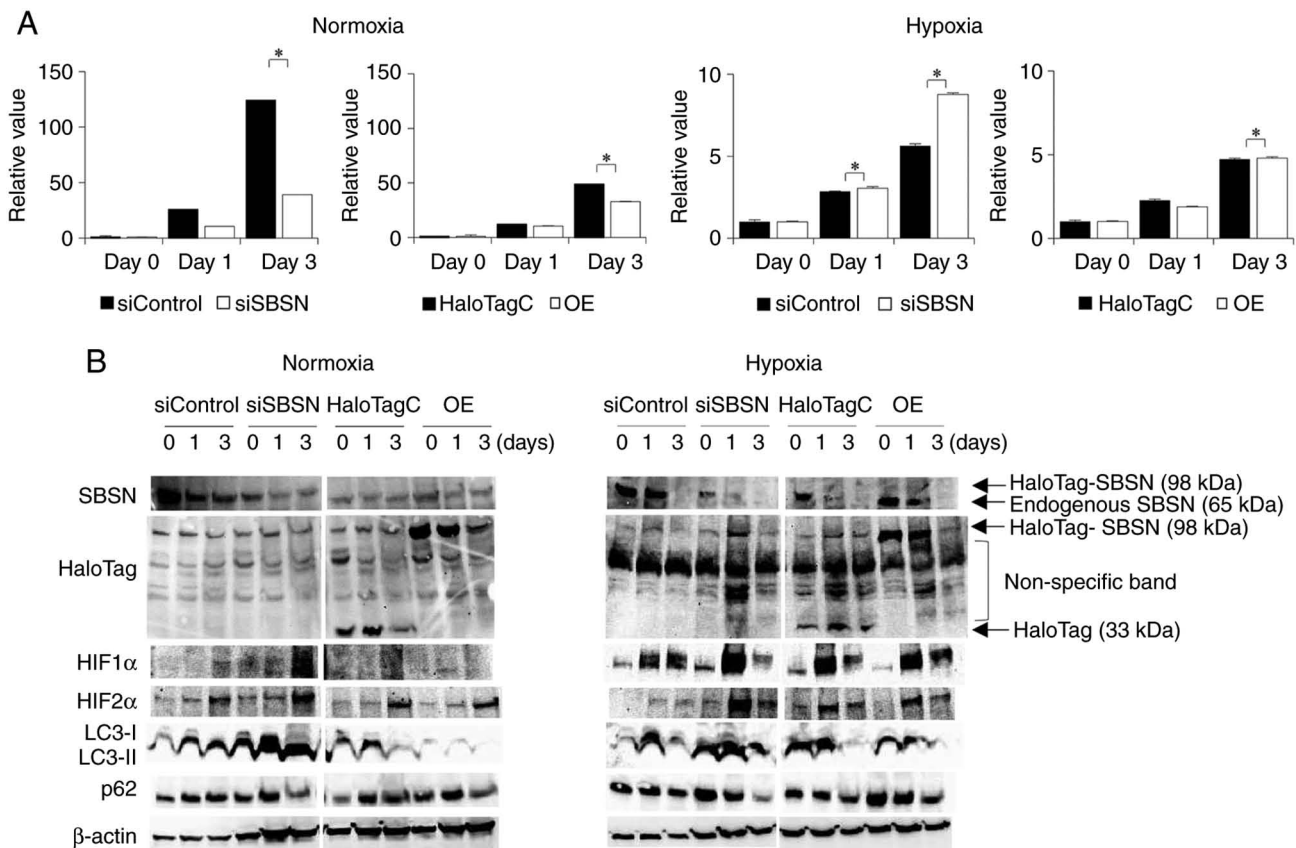 A
Normoxia
Hypoxia
Relative value
150
100
50
0
*
Day 0 Day 1 Day 3
■ siControl □ siSBSN
Relative value
150
100
50
0
*
Day 0 Day 1 Day 3
■ HaloTagC □ OE
Relative value
10
5
0
*
*
Day 0 Day 1 Day 3
■ siControl □ siSBSN
Relative value
10
5
0
*
Day 0 Day 1 Day 3
■ HaloTagC □ OE
B
Normoxia
siControl siSBSN HaloTagC OE
0 1 3 0 1 3 0 1 3 0 1 3 (days)
Hypoxia
siControl siSBSN HaloTagC OE
0 1 3 0 1 3 0 1 3 0 1 3 (days)
SBSN
HaloTag
HIF1α
HIF2α
LC3-I
LC3-II
p62
β-actin
HaloTag-SBSN (98 kDa)
Endogenous SBSN (65 kDa)
HaloTag- SBSN (98 kDa)
Non-specific band
HaloTag (33 kDa)